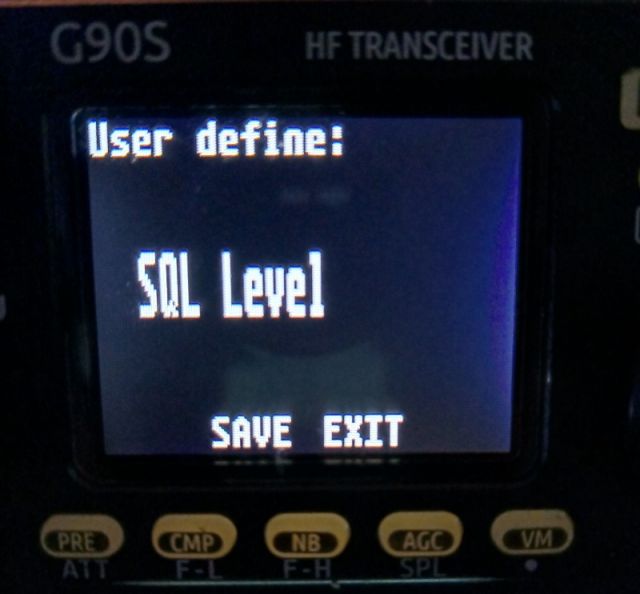 G90S HF TRANSCEIVER
User define:
SQL Level
SAVE EXIT
PRE CMP NB AGC VM
ATT F-L F-H SPL